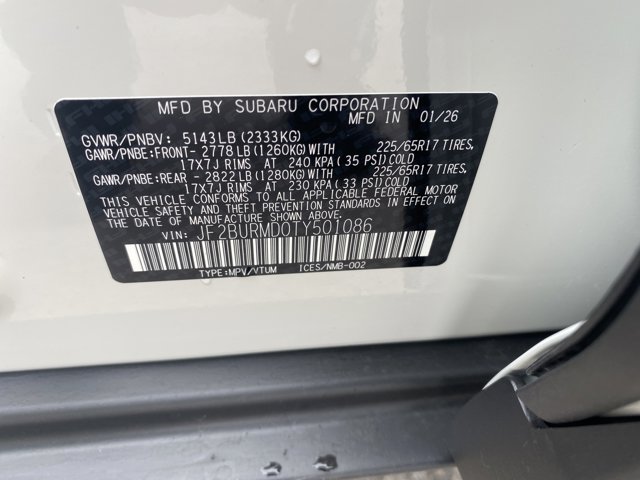 MFD BY SUBARU CORPORATION
MFD IN 01/26
GVWR/PNBV: 5143LB (2333KG)
GAWR/PNBE:FRONT- 2778 LB (1260KG) WITH 225/65R17 TIRES,
17X7J RIMS AT 240 KPA (35 PSI) COLD
GAWR/PNBE:REAR - 2822 LB (1280KG) WITH 225/65R17 TIRES,
17X7J RIMS AT 230 KPA (33 PSI) COLD
THIS VEHICLE CONFORMS TO ALL APPLICABLE FEDERAL MOTOR
VEHICLE SAFETY AND THEFT PREVENTION STANDARDS IN EFFECT ON
THE DATE OF MANUFACTURE SHOWN ABOVE.
VIN: JF2BURMD0TY501086
TYPE:MPV/VTUM ICES/NMB-002